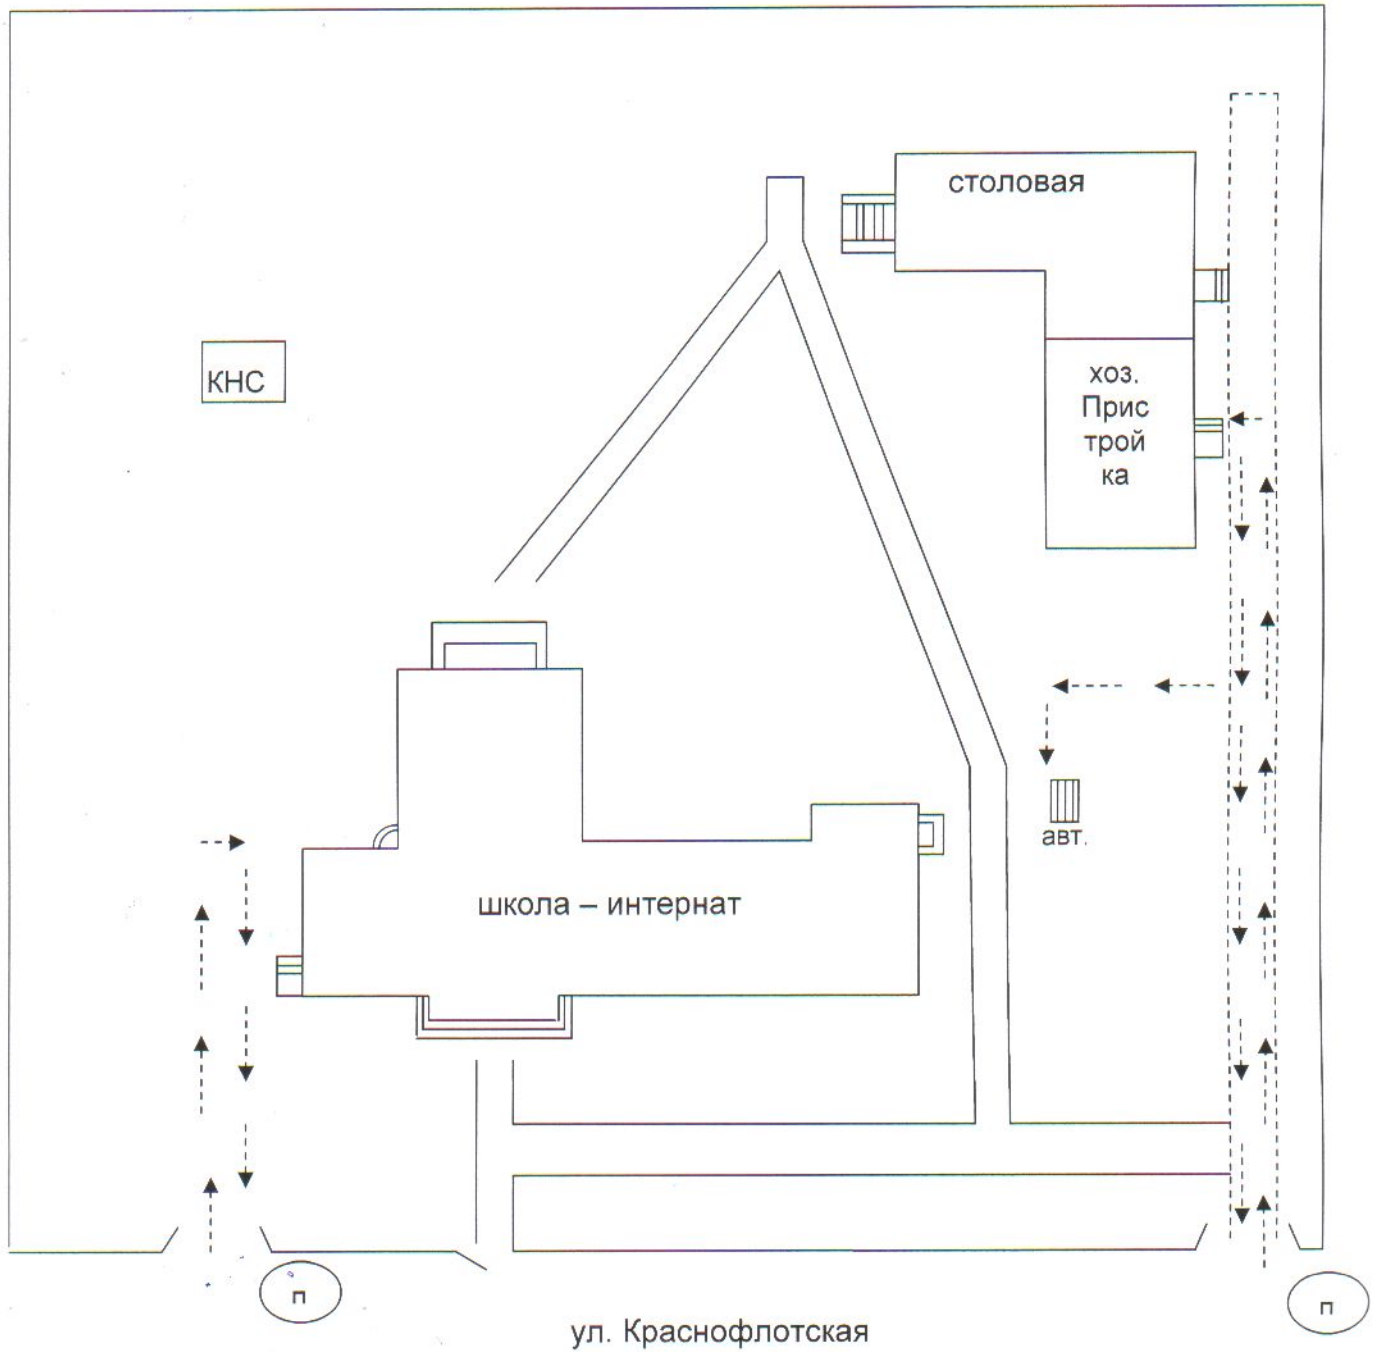 столовая
КНС
хоз.
Прис
трой
ка
авт.
школа – интернат
п
п
ул. Краснофлотская